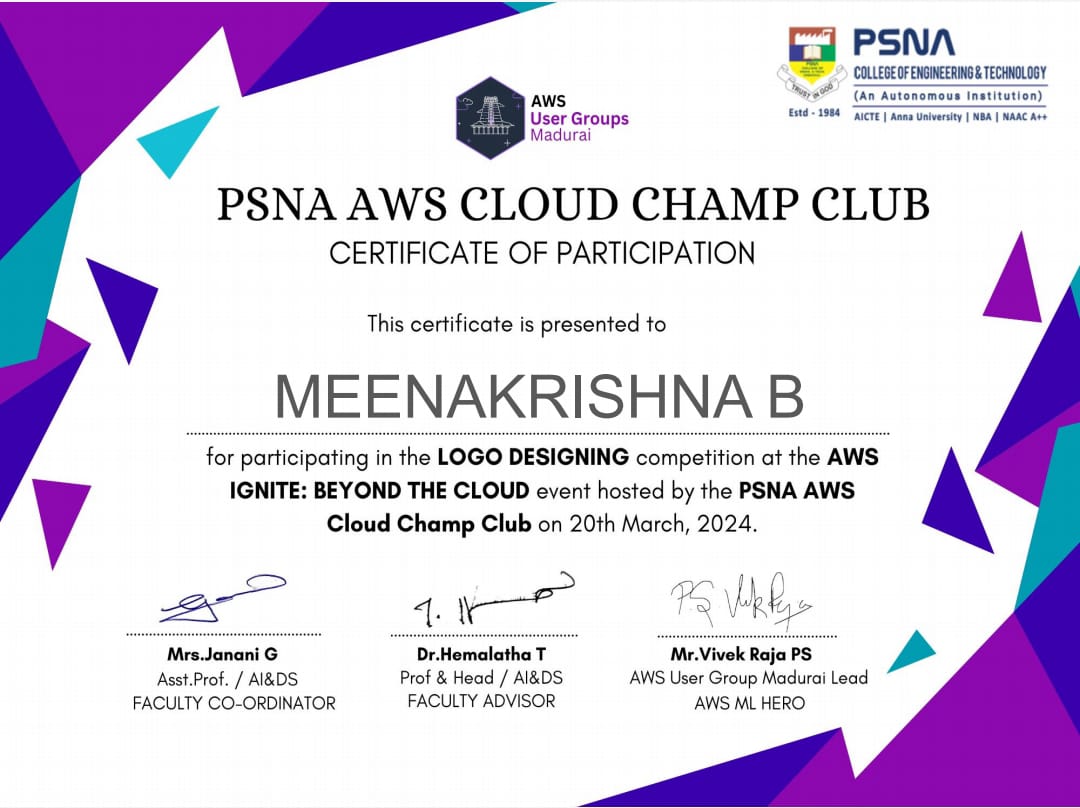 AWS
User Groups
Madurai
PSNA
COLLEGE OF ENGINEERING & TECHNOLOGY
(An Autonomous Institution)
AICTE | Anna University | NBA | NAAC A++
TRUST IN GOD
Estd - 1984
PSNA AWS CLOUD CHAMP CLUB
CERTIFICATE OF PARTICIPATION
This certificate is presented to
MEENAKRISHNA B
for participating in the LOGO DESIGNING competition at the AWS
IGNITE: BEYOND THE CLOUD event hosted by the PSNA AWS
Cloud Champ Club on 20th March, 2024.
Mrs.Janani G
Asst.Prof. / AI&DS
FACULTY CO-ORDINATOR
Dr.Hemalatha T
Prof & Head / AI&DS
FACULTY ADVISOR
Mr.Vivek Raja PS
AWS User Group Madurai Lead
AWS ML HERO